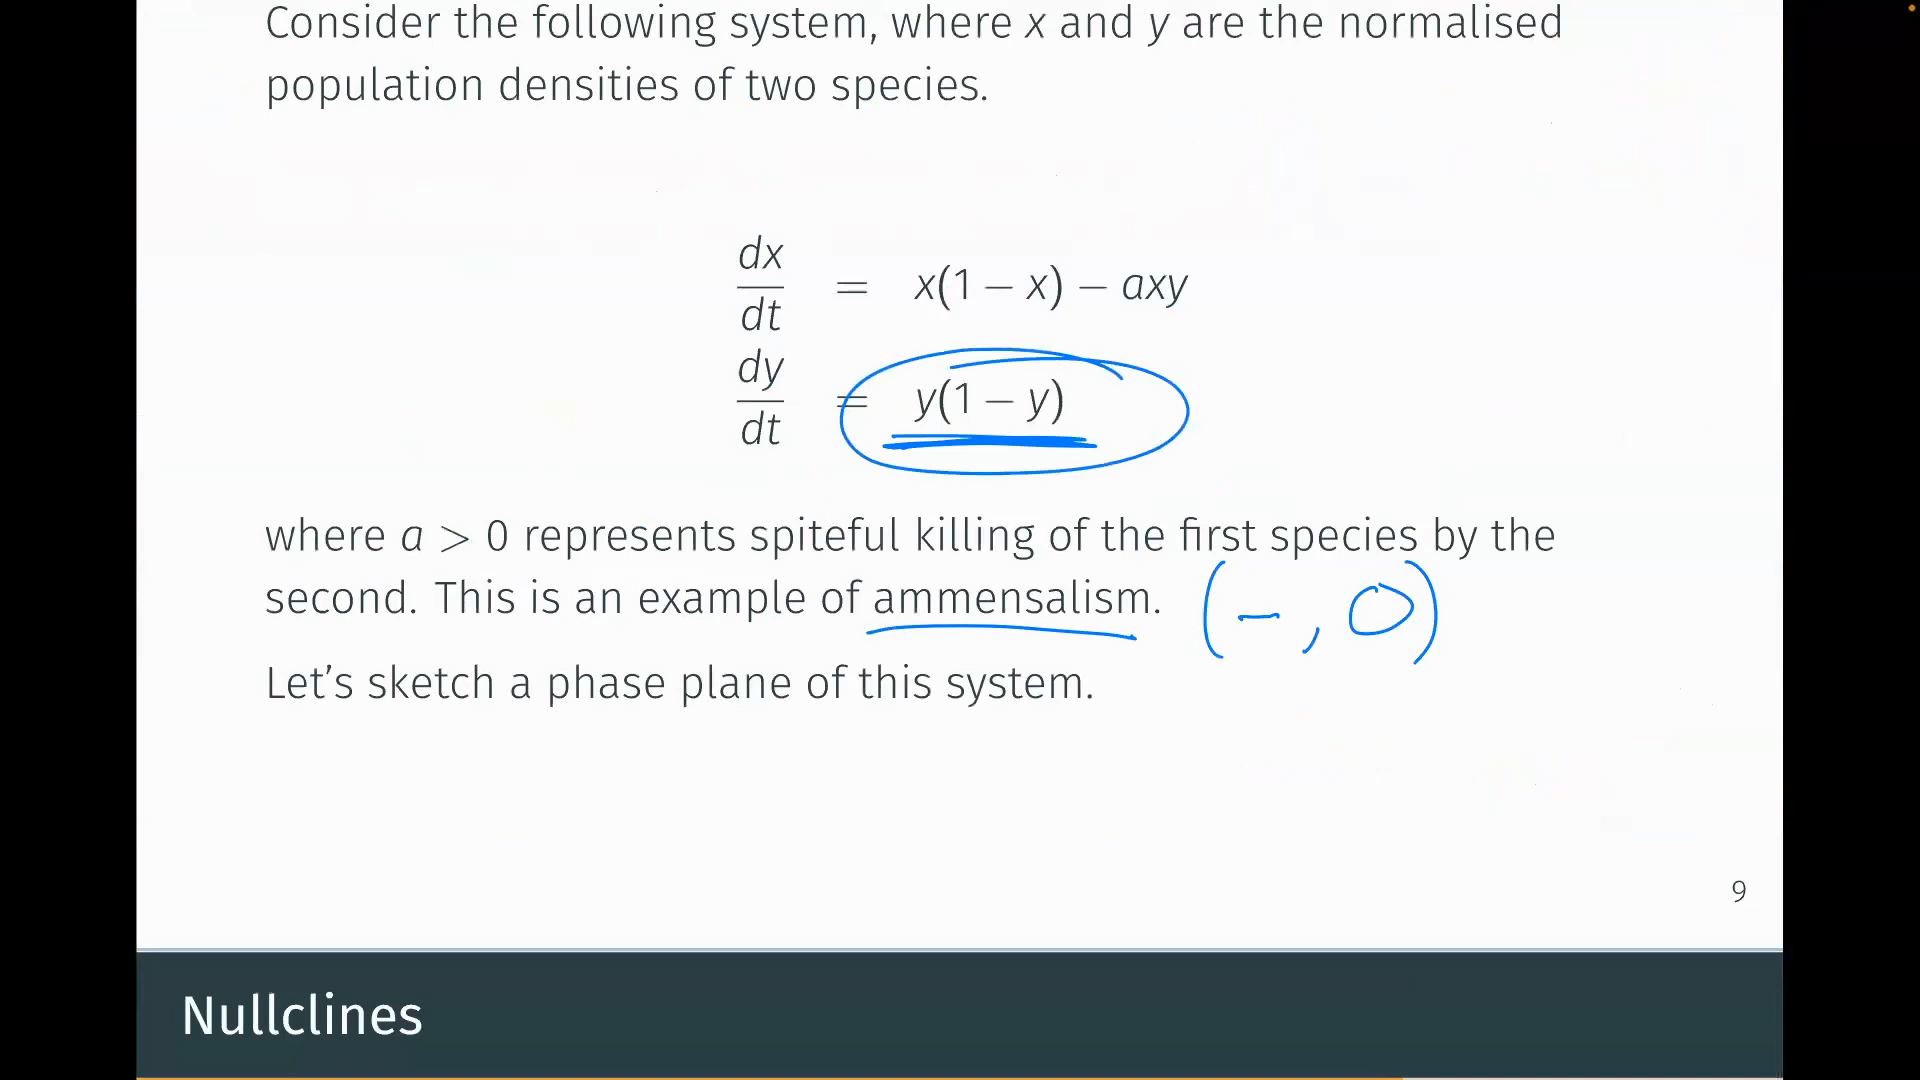 Consider the following system, where x and y are the normalised
population densities of two species.
dx/dt = x(1 − x) − axy
dy/dt = y(1 − y)
where a > 0 represents spiteful killing of the first species by the
second. This is an example of ammensalism. (−, 0)
Let's sketch a phase plane of this system.
9
Nullclines